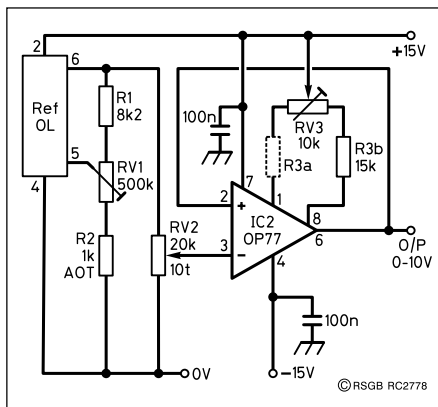 2
6
+15V
Ref
OL
R1
8k2
100n
RV3
10k
5
RV1
500k
R3a
R3b
15k
4
7
1
2
+
IC2
OP77
8
6
R2
1k
AOT
RV2
20k
10t
3
−
4
O/P
0-10V
100n
0V
−15V
©RSGB RC2778